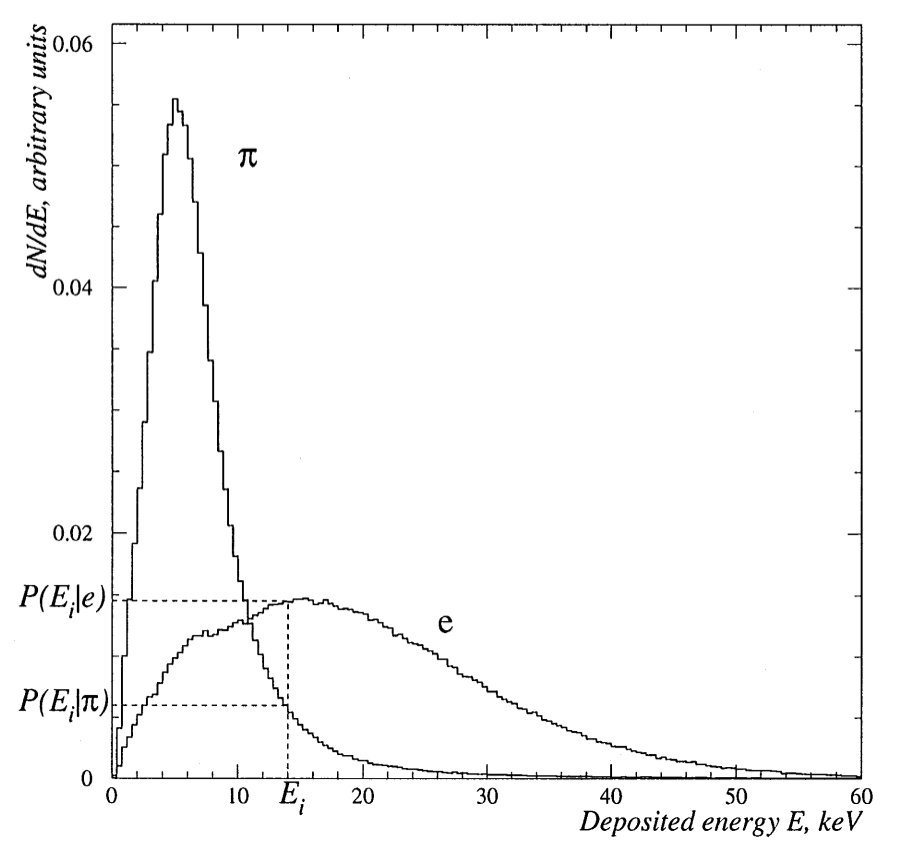 dN/dE, arbitrary units
0.06
π
0.04
0.02
P(E_i|e)
e
P(E_i|π)
0
0 10 E_i 20 30 40 50 60
Deposited energy E, keV